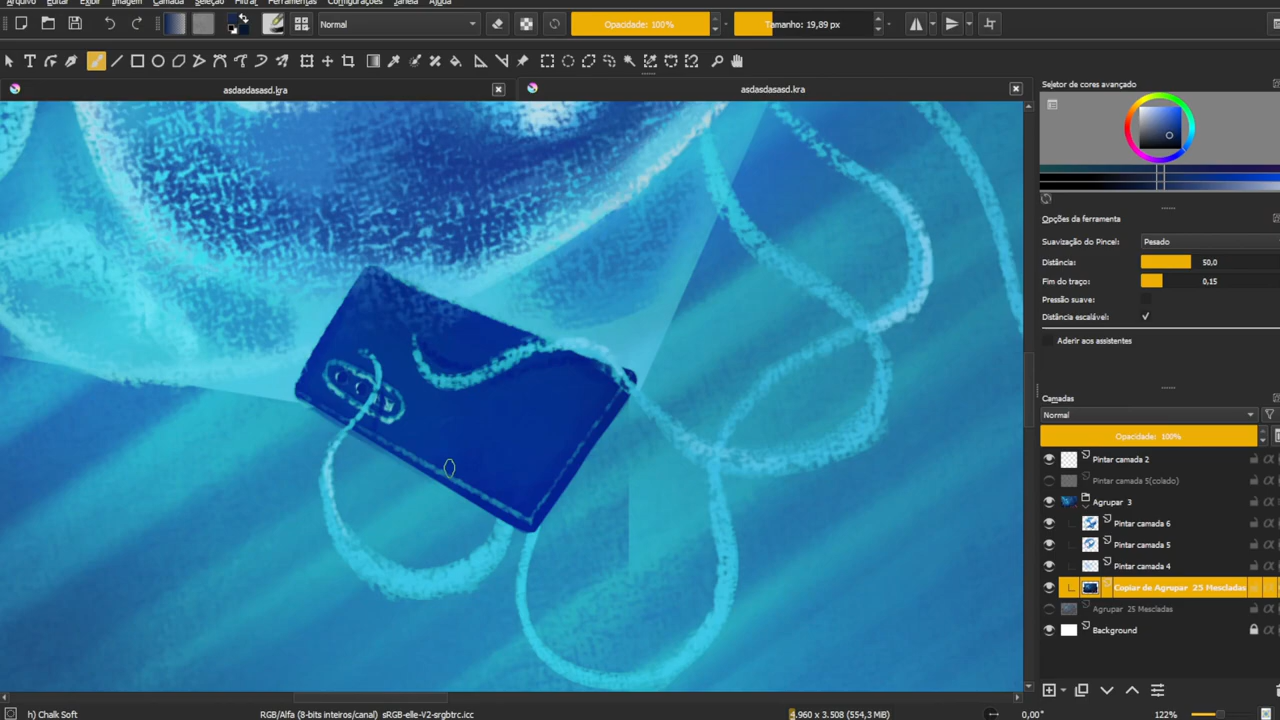 Arquivo Editar Exibir Imagem Camada Seleção Filtrar Ferramentas Configurações Janela Ajuda
Normal Opacidade: 100% Tamanho: 19,89 px
asdasdasasd.kra asdasdasasd.kra
Sejetor de cores avançado
Opções da ferramenta
Suavização do Pincel: Pesado
Distância: 50,0
Fim do traço: 0,15
Pressão suave:
Distância escalável: ✓
Aderir aos assistentes
Camadas
Normal
Opacidade: 100%
Pintar camada 2
Pintar camada 5(colado)
Agrupar 3
Pintar camada 6
Pintar camada 5
Pintar camada 4
Copiar de Agrupar 25 Mescladas
Agrupar 25 Mescladas
Background
h) Chalk Soft RGB/Alfa (8-bits inteiros/canal) sRGB-elle-V2-srgbtrc.icc 4.960 x 3.508 (554,3 MB) 0,00° 122%